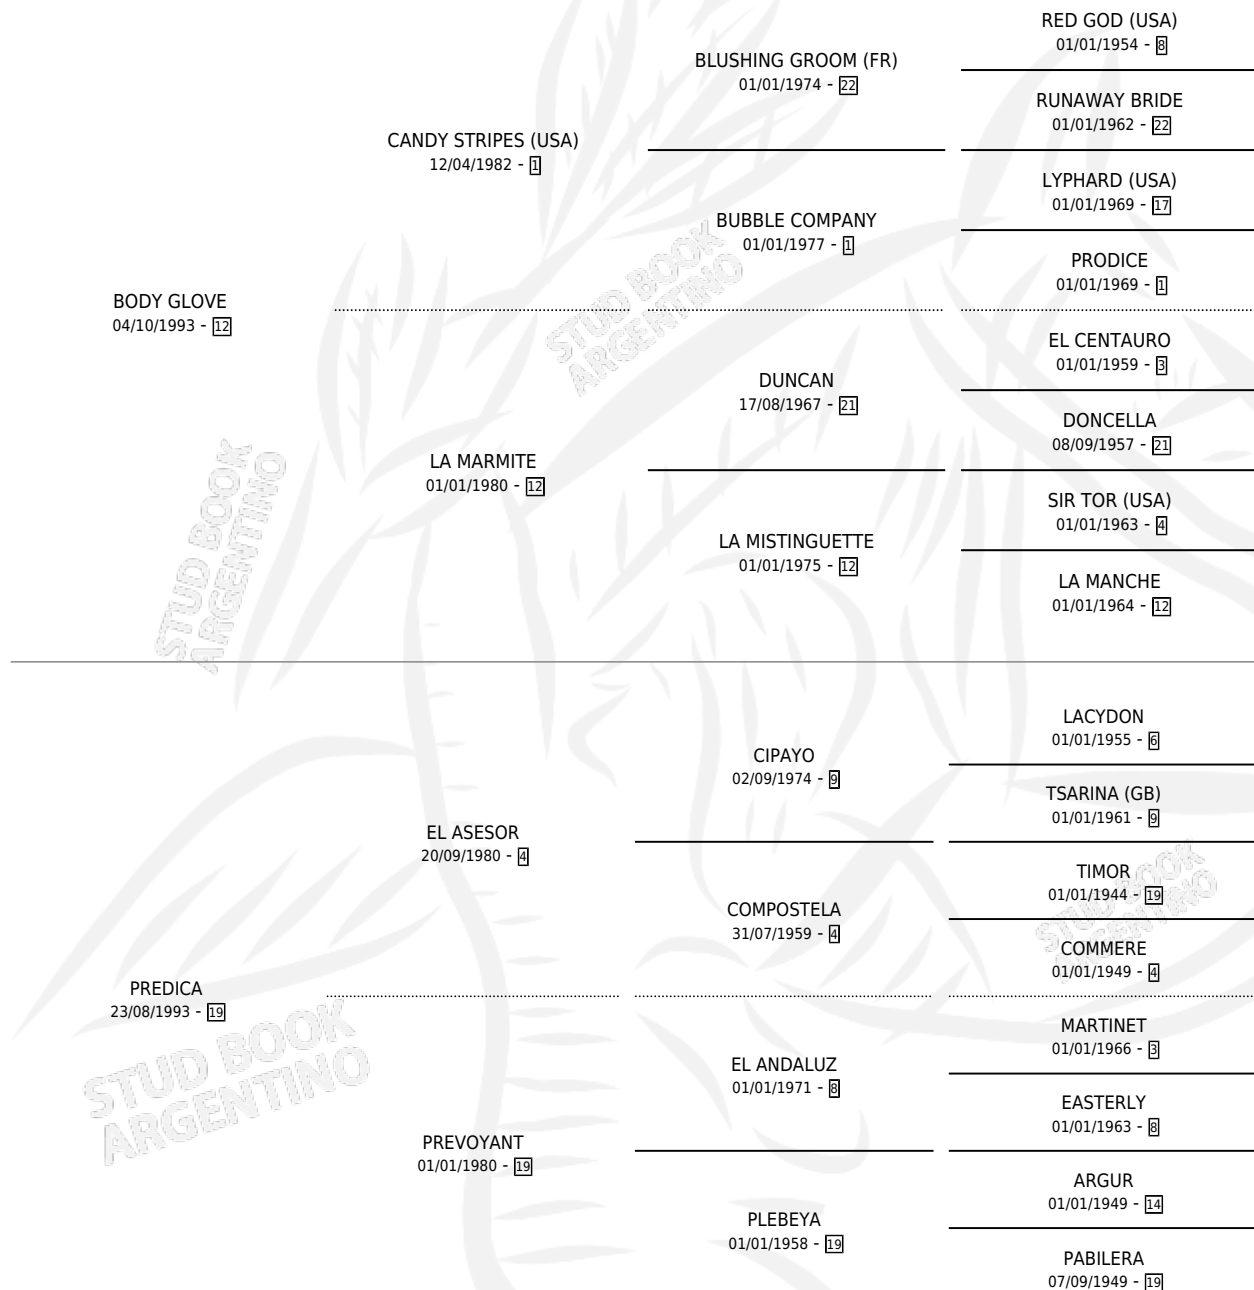 RED GOD (USA)
01/01/1954 - 8
BLUSHING GROOM (FR)
01/01/1974 - 22
RUNAWAY BRIDE
01/01/1962 - 22
CANDY STRIPES (USA)
12/04/1982 - 1
LYPHARD (USA)
01/01/1969 - 17
BUBBLE COMPANY
01/01/1977 - 1
PRODICE
01/01/1969 - 1
BODY GLOVE
04/10/1993 - 12
STUD BOOK
ARGENTINO
EL CENTAURO
01/01/1959 - 3
DUNCAN
17/08/1967 - 21
DONCELLA
08/09/1957 - 21
LA MARMITE
01/01/1980 - 12
SIR TOR (USA)
01/01/1963 - 4
LA MISTINGUETTE
01/01/1975 - 12
LA MANCHE
01/01/1964 - 12
STUD BOOK
ARGENTINO
LACYDON
01/01/1955 - 6
CIPAYO
02/09/1974 - 9
TSARINA (GB)
01/01/1961 - 9
EL ASESOR
20/09/1980 - 4
TIMOR
01/01/1944 - 19
COMPOSTELA
31/07/1959 - 4
COMMERE
01/01/1949 - 4
STUD BOOK
ARGENTINO
PREDICA
23/08/1993 - 19
MARTINET
01/01/1966 - 3
EL ANDALUZ
01/01/1971 - 8
EASTERLY
01/01/1963 - 8
STUD BOOK
ARGENTINO
PREVOYANT
01/01/1980 - 19
ARGUR
01/01/1949 - 14
PLEBEYA
01/01/1958 - 19
PABILERA
07/09/1949 - 19